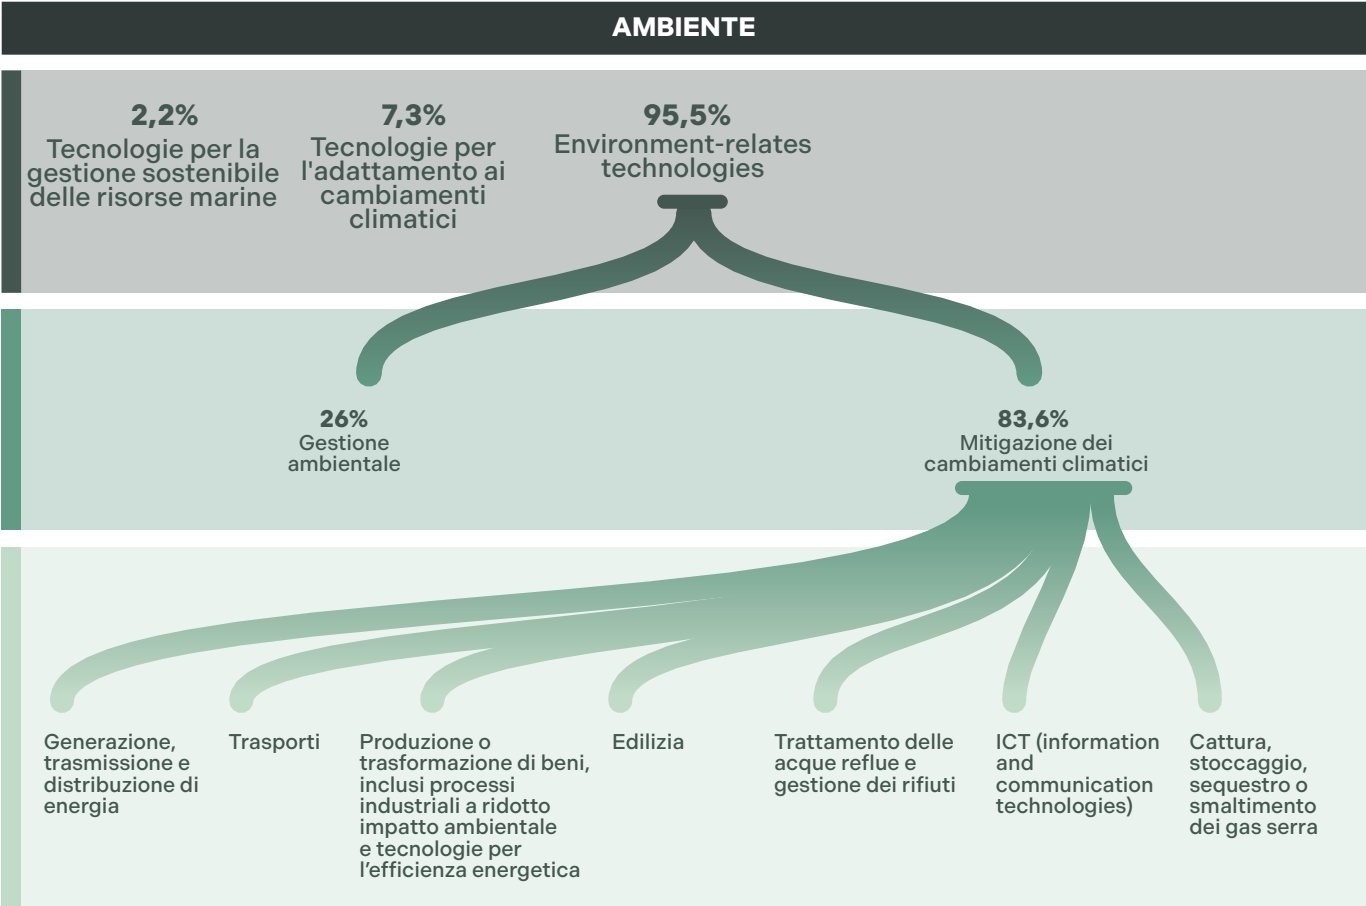 AMBIENTE
2,2%
Tecnologie per la
gestione sostenibile
delle risorse marine
7,3%
Tecnologie per
l'adattamento ai
cambiamenti
climatici
95,5%
Environment-relates
technologies
26%
Gestione
ambientale
83,6%
Mitigazione dei
cambiamenti climatici
Generazione,
trasmissione e
distribuzione di
energia
Trasporti
Produzione o
trasformazione di beni,
inclusi processi
industriali a ridotto
impatto ambientale
e tecnologie per
l’efficienza energetica
Edilizia
Trattamento delle
acque reflue e
gestione dei rifiuti
ICT (information
and
communication
technologies)
Cattura,
stoccaggio,
sequestro o
smaltimento
dei gas serra